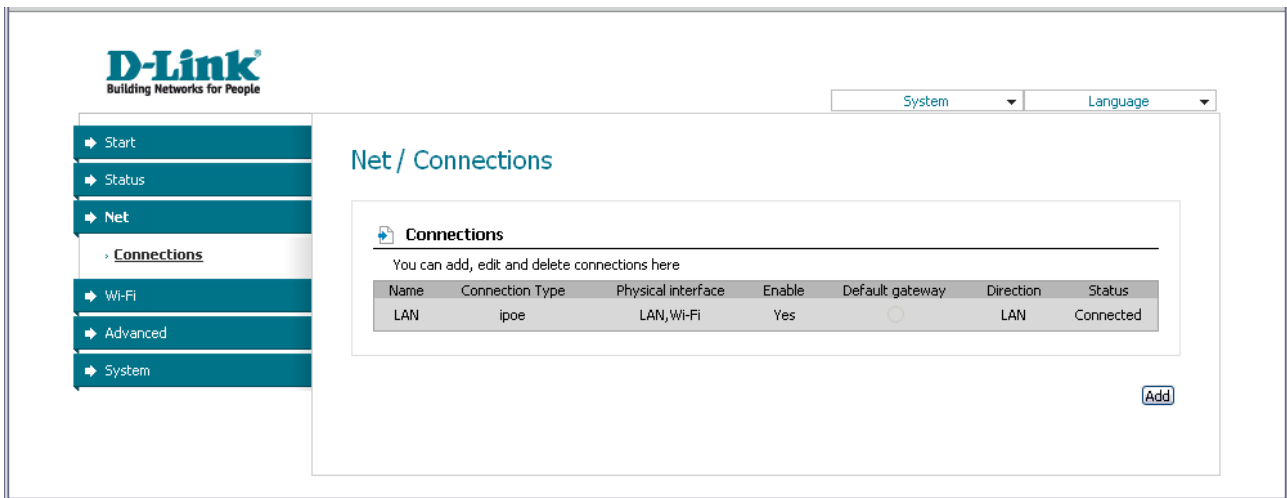 D-Link
Building Networks for People
System Language
Start
Status
Net
Connections
Wi-Fi
Advanced
System
Net / Connections
Connections
You can add, edit and delete connections here
Name Connection Type Physical interface Enable Default gateway Direction Status
LAN ipoe LAN,Wi-Fi Yes LAN Connected
Add